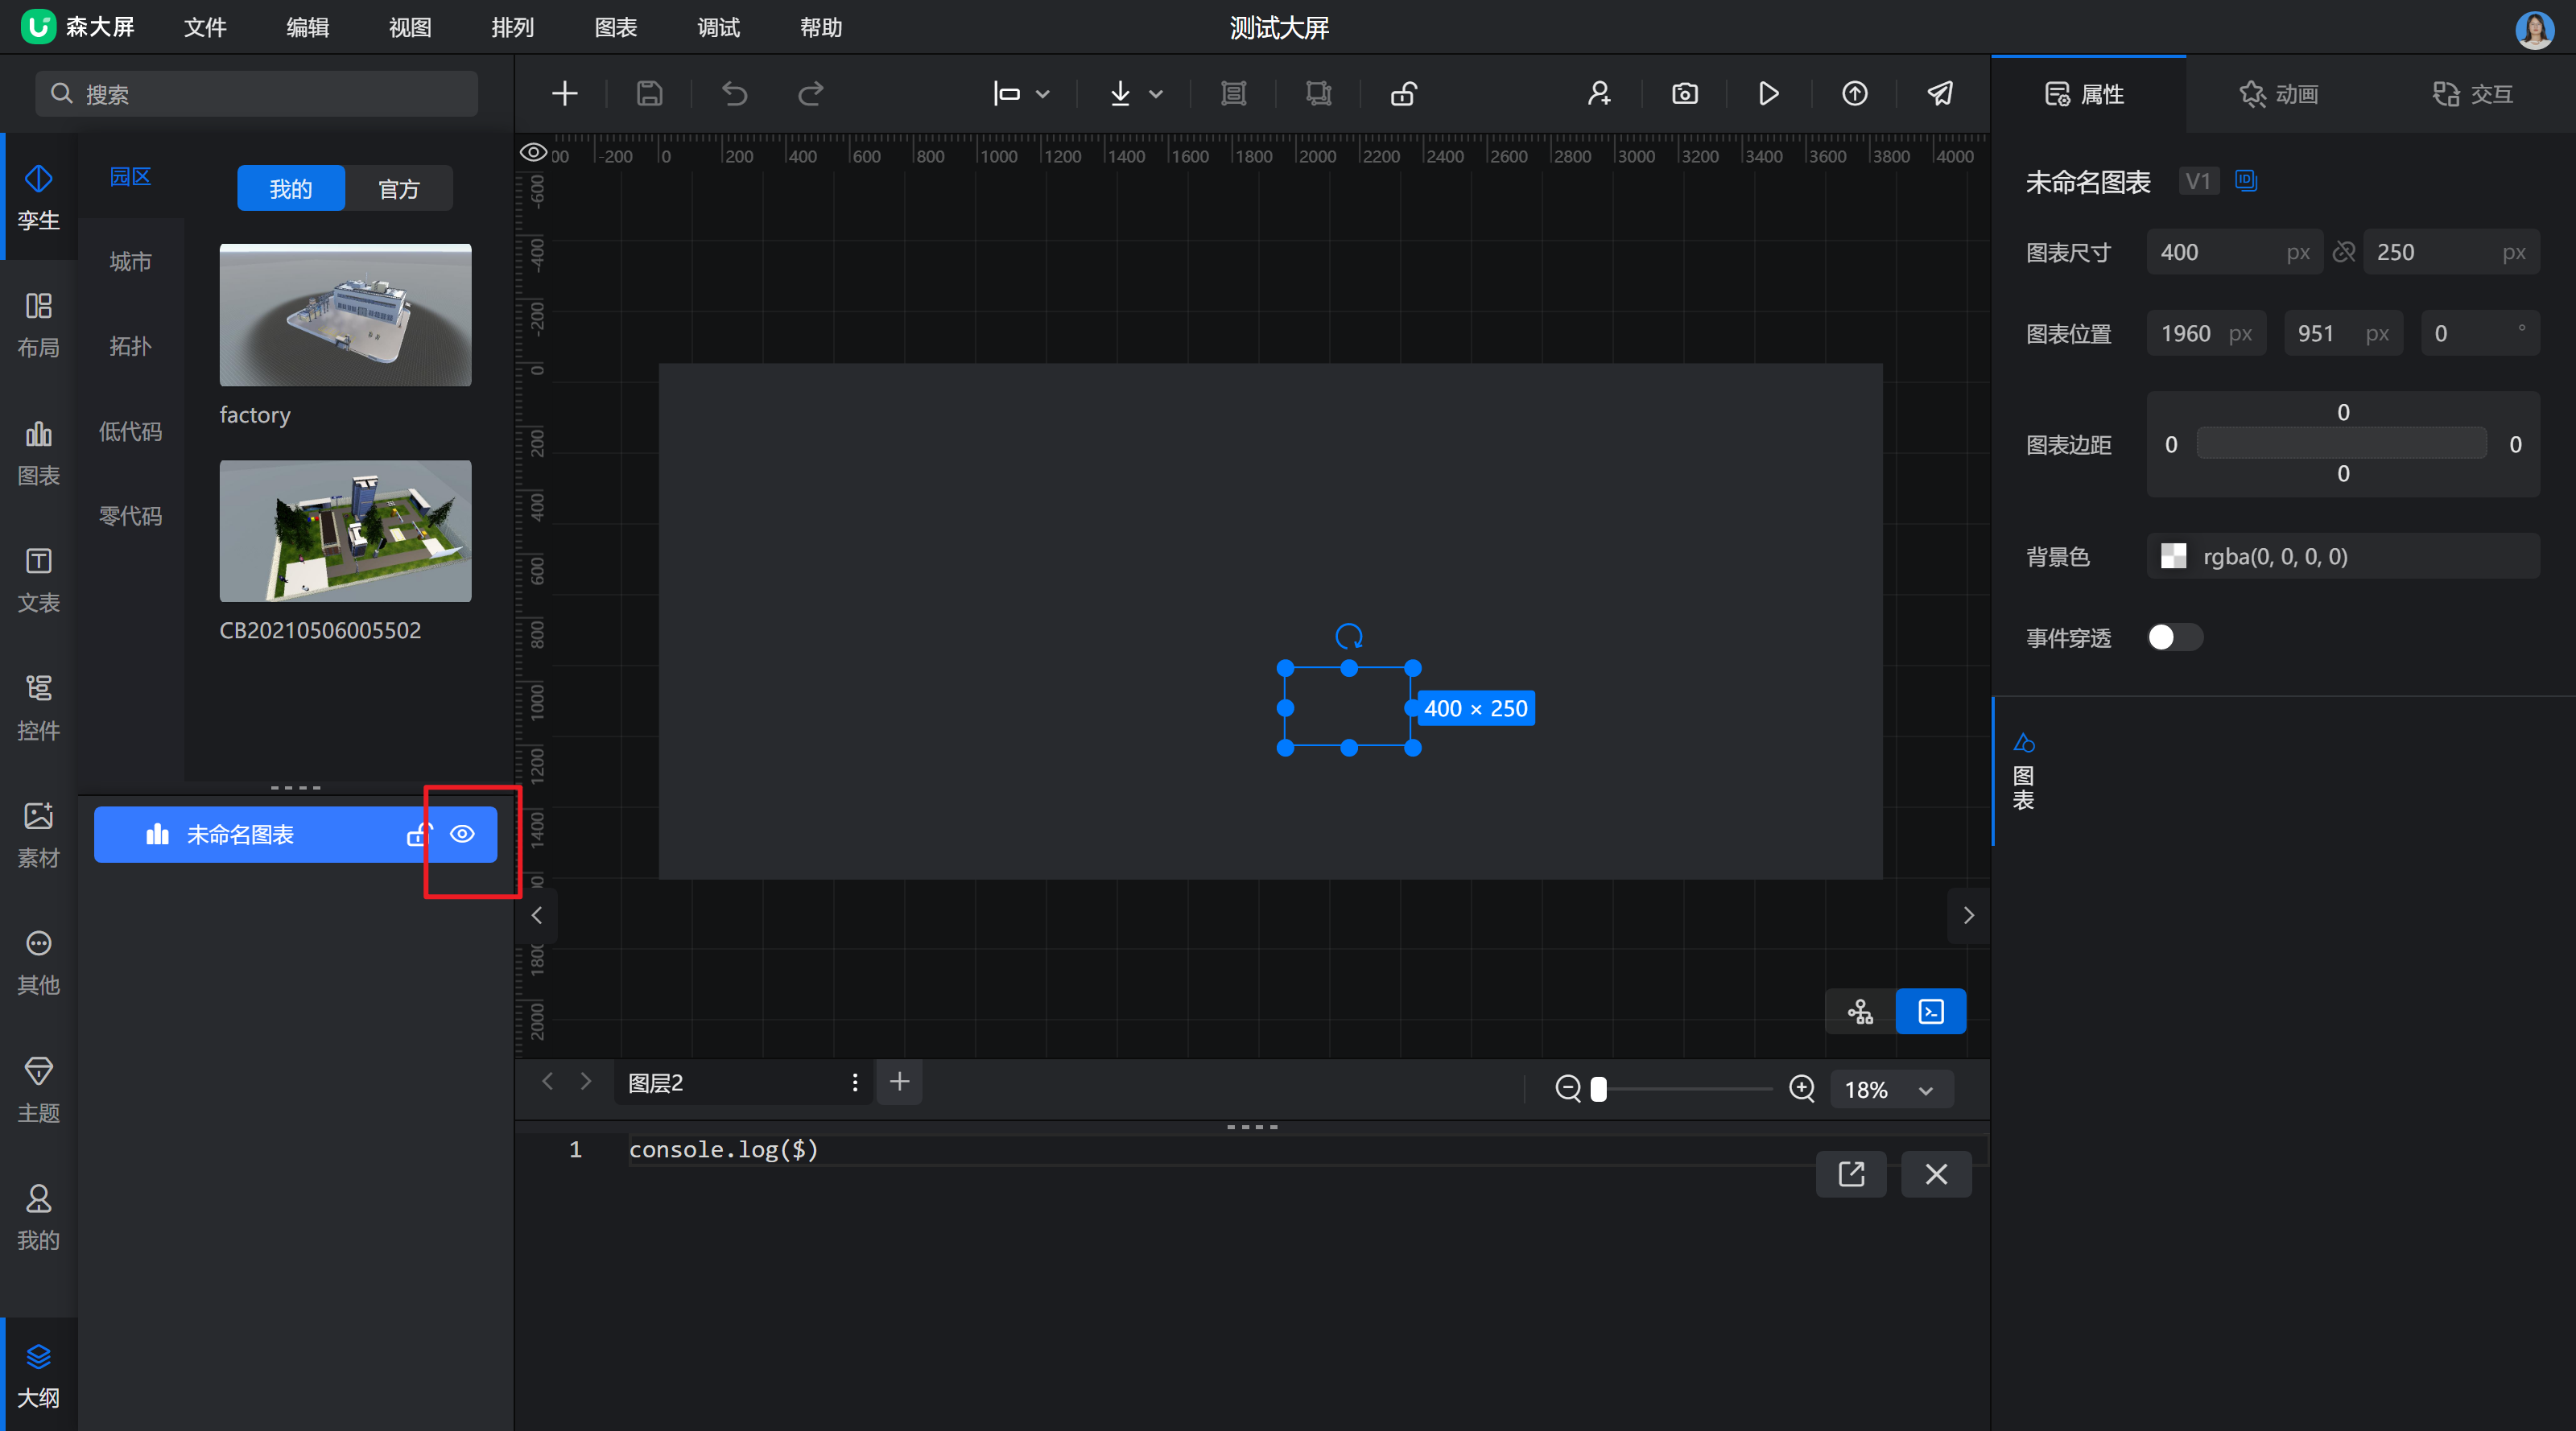 森大屏 文件 编辑 视图 排列 图表 调试 帮助 测试大屏
搜索
属性 动画 交互
孪生
布局
图表
文表
控件
素材
其他
主题
我的
大纲
园区
城市
拓扑
低代码
零代码
我的 官方
factory
CB20210506005502
未命名图表
00 -200 0 200 400 600 800 1000 1200 1400 1600 1800 2000 2200 2400 2600 2800 3000 3200 3400 3600 3800 4000
-600
-400
-200
0
200
400
600
800
1000
1200
1400
1800
2000
400 × 250
图层2
18%
1 console.log($)
未命名图表 V1 ID
图表尺寸 400 px 250 px
图表位置 1960 px 951 px 0 °
图表边距 0 0 0 0
背景色 rgba(0, 0, 0, 0)
事件穿透
图表